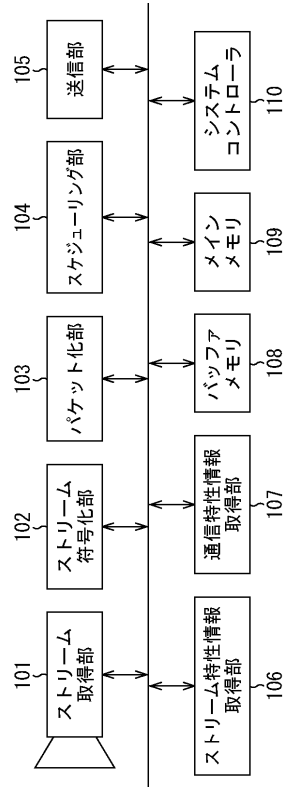 101
ストリーム
取得部
102
ストリーム
符号化部
103
パケット化部
104
スケジューリング部
105
送信部
ストリーム特性情報
取得部
106
通信特性情報
取得部
107
バッファ
メモリ
108
メイン
メモリ
109
システム
コントローラ
110